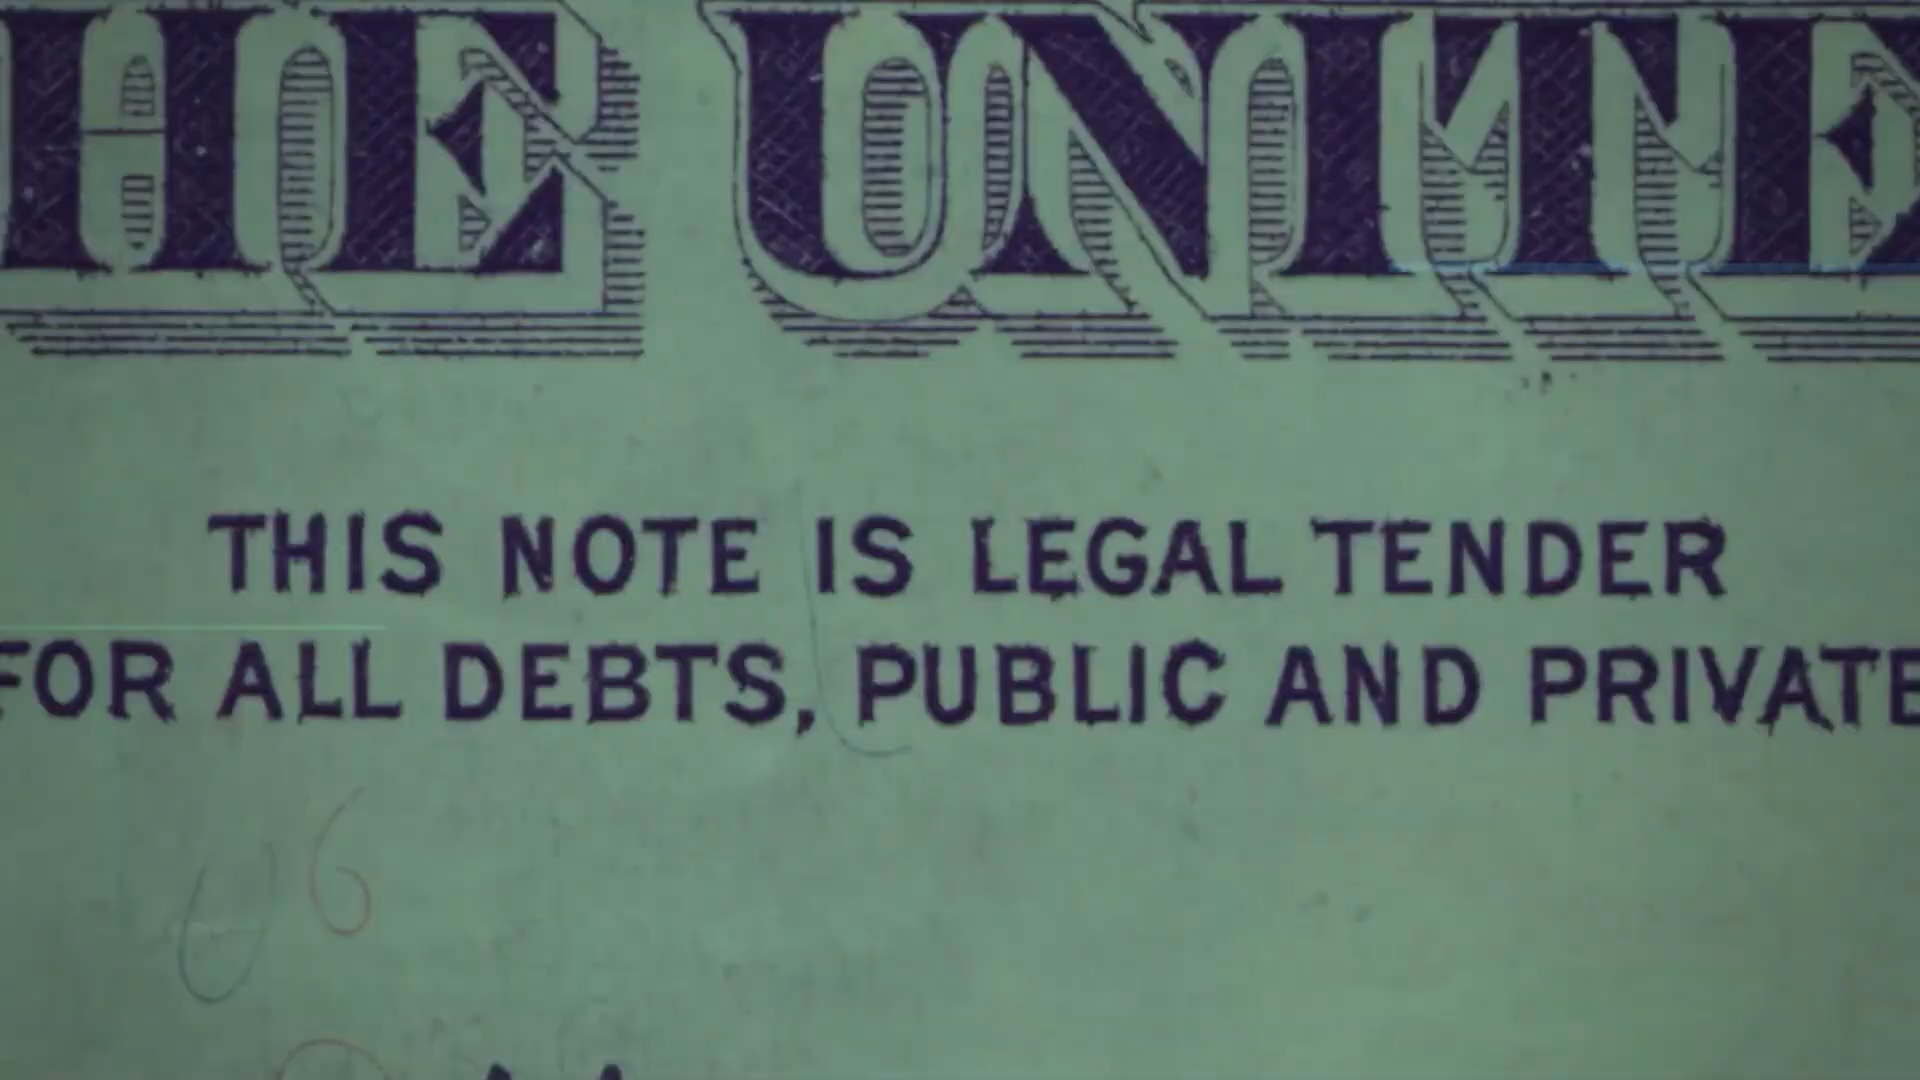 HE UNITE
THIS NOTE IS LEGAL TENDER
FOR ALL DEBTS, PUBLIC AND PRIVATE